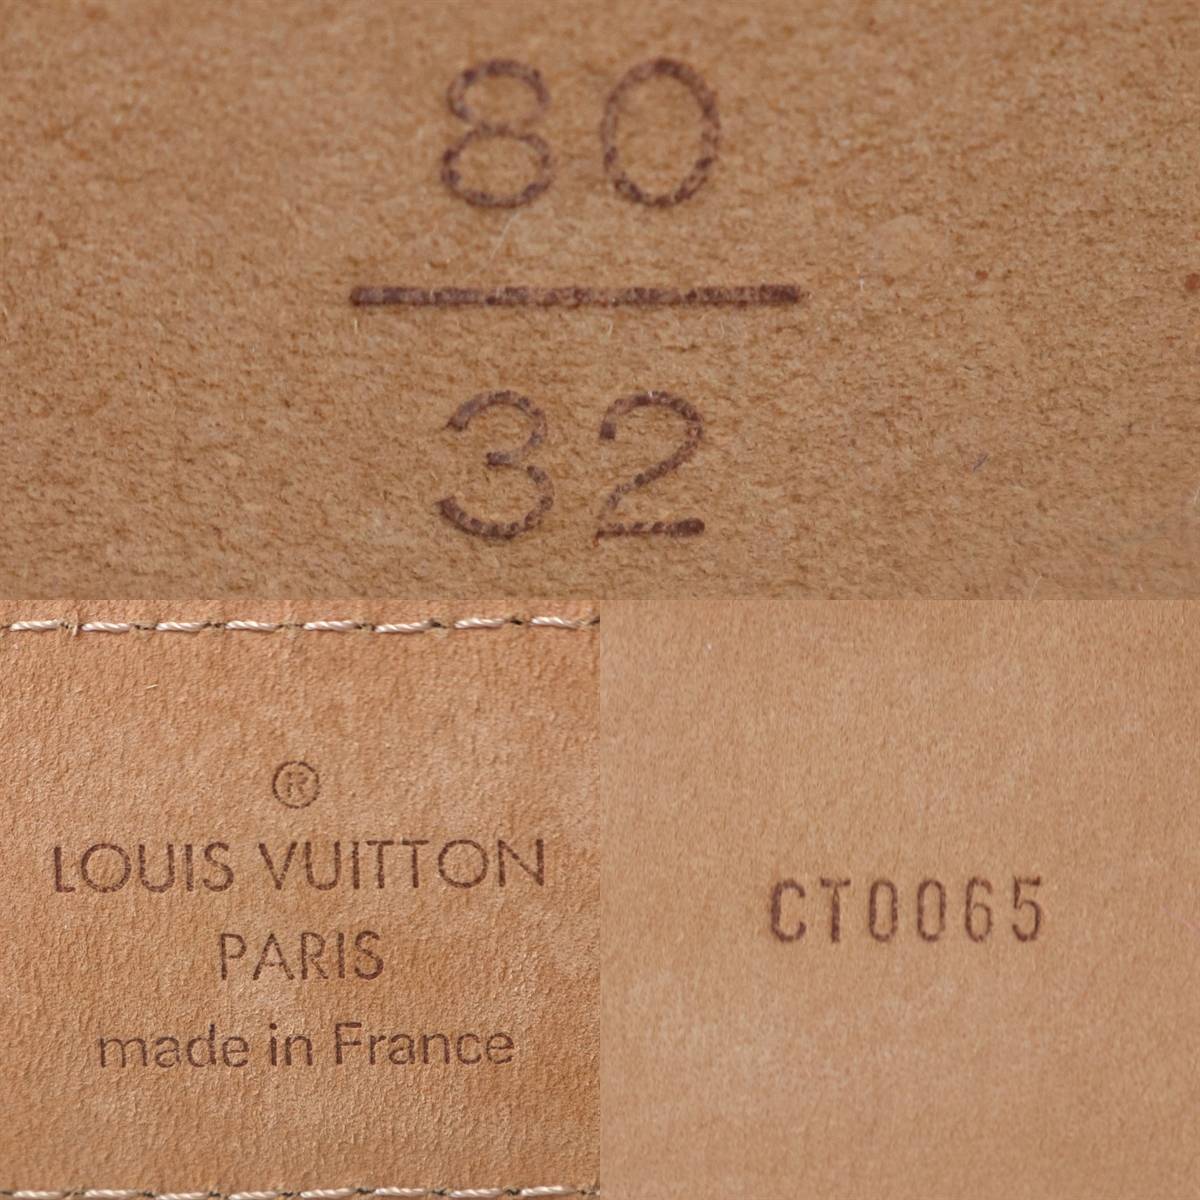 80
32
®
LOUIS VUITTON
PARIS
made in France
CT0065